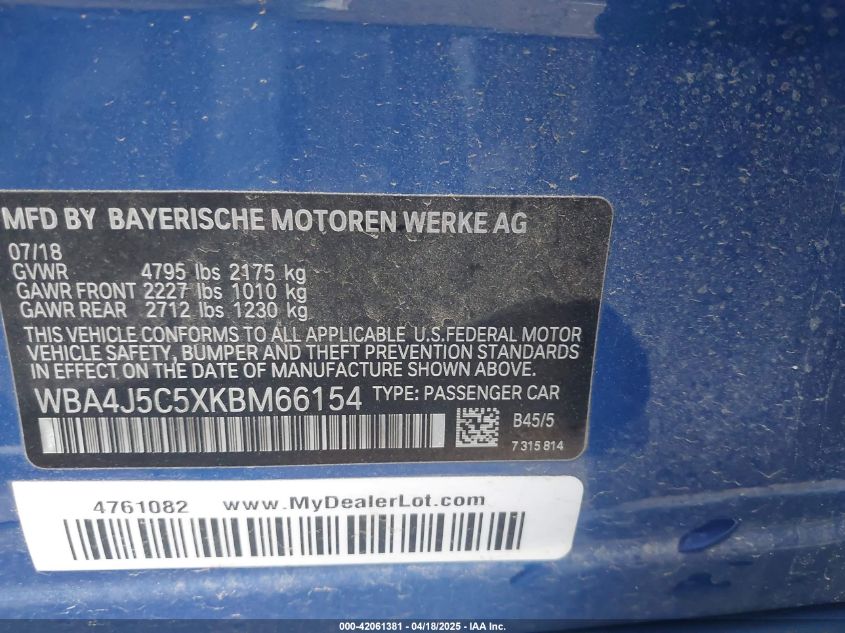 MFD BY BAYERISCHE MOTOREN WERKE AG
07/18
GVWR 4795 lbs 2175 kg
GAWR FRONT 2227 lbs 1010 kg
GAWR REAR 2712 lbs 1230 kg
THIS VEHICLE CONFORMS TO ALL APPLICABLE U.S.FEDERAL MOTOR
VEHICLE SAFETY, BUMPER AND THEFT PREVENTION STANDARDS
IN EFFECT ON THE DATE OF MANUFACTURE SHOWN ABOVE.
WBA4J5C5XKBM66154 TYPE: PASSENGER CAR
B45/5
7 315 814
4761082 www.MyDealerLot.com
000-42061381 - 04/18/2025 - IAA Inc.